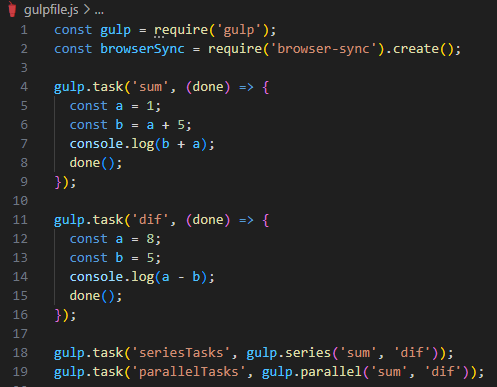 gulpfile.js > ...
1 const gulp = require('gulp');
2 const browserSync = require('browser-sync').create();
3
4 gulp.task('sum', (done) => {
5 const a = 1;
6 const b = a + 5;
7 console.log(b + a);
8 done();
9 });
10
11 gulp.task('dif', (done) => {
12 const a = 8;
13 const b = 5;
14 console.log(a - b);
15 done();
16 });
17
18 gulp.task('seriesTasks', gulp.series('sum', 'dif'));
19 gulp.task('parallelTasks', gulp.parallel('sum', 'dif'));